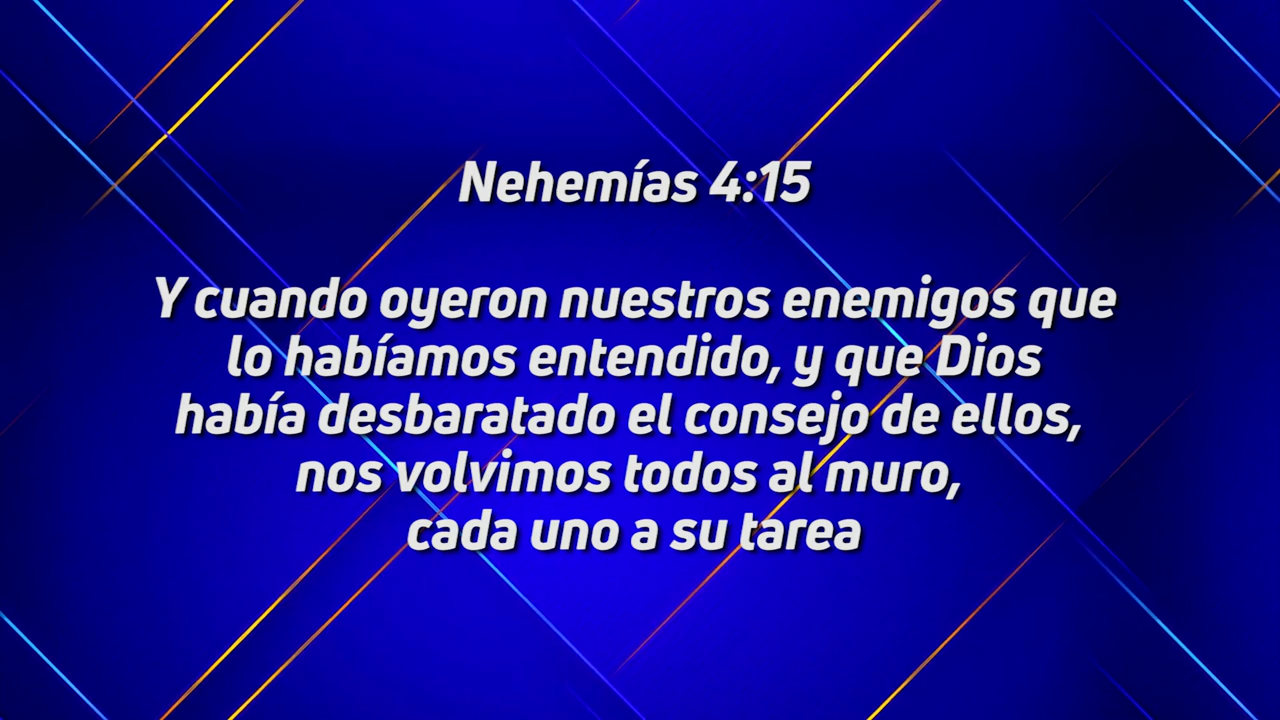 Nehemías 4:15
Y cuando oyeron nuestros enemigos que
lo habíamos entendido, y que Dios
había desbaratado el consejo de ellos,
nos volvimos todos al muro,
cada uno a su tarea